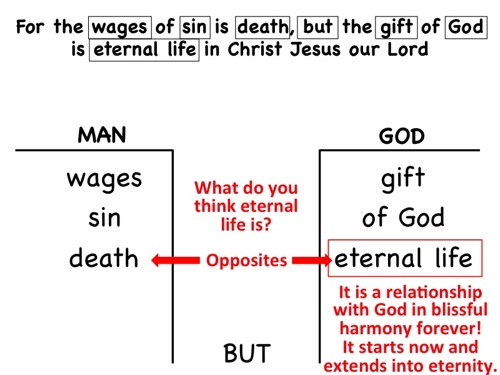 For the wages of sin is death, but the gift of God
is eternal life in Christ Jesus our Lord
MAN
GOD
wages
sin
death
What do you
think eternal
life is?
Opposites
gift
of God
eternal life
It is a relationship
with God in blissful
harmony forever!
It starts now and
extends into eternity.
BUT